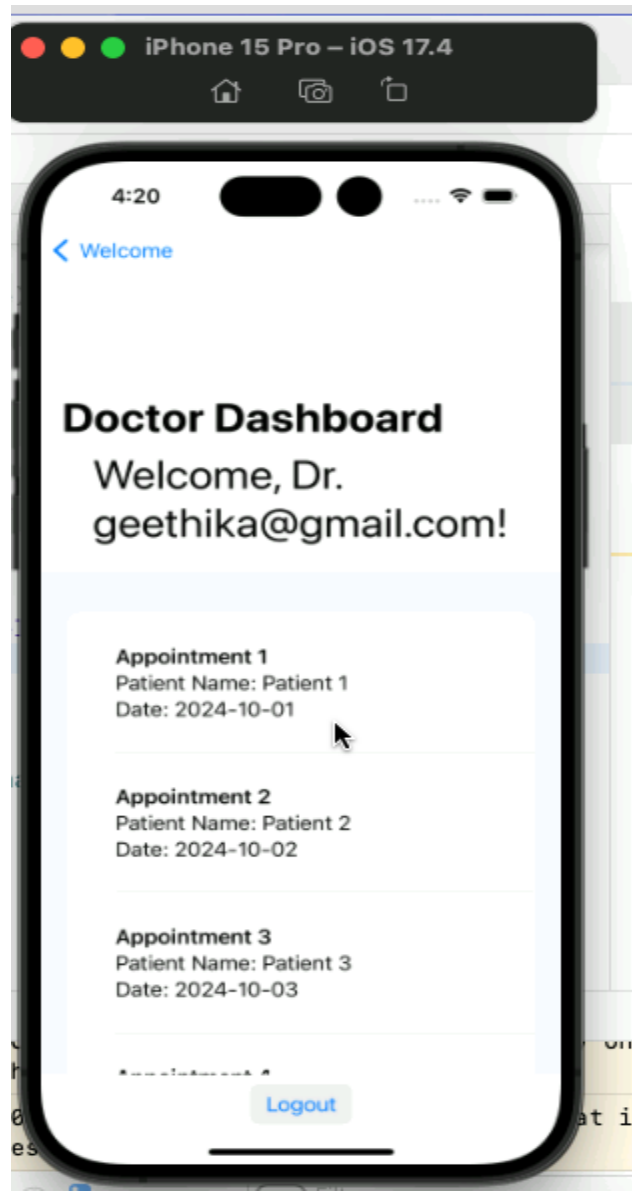 iPhone 15 Pro – iOS 17.4
4:20
Welcome
Doctor Dashboard
Welcome, Dr.
geethika@gmail.com!
Appointment 1
Patient Name: Patient 1
Date: 2024-10-01
Appointment 2
Patient Name: Patient 2
Date: 2024-10-02
Appointment 3
Patient Name: Patient 3
Date: 2024-10-03
Logout